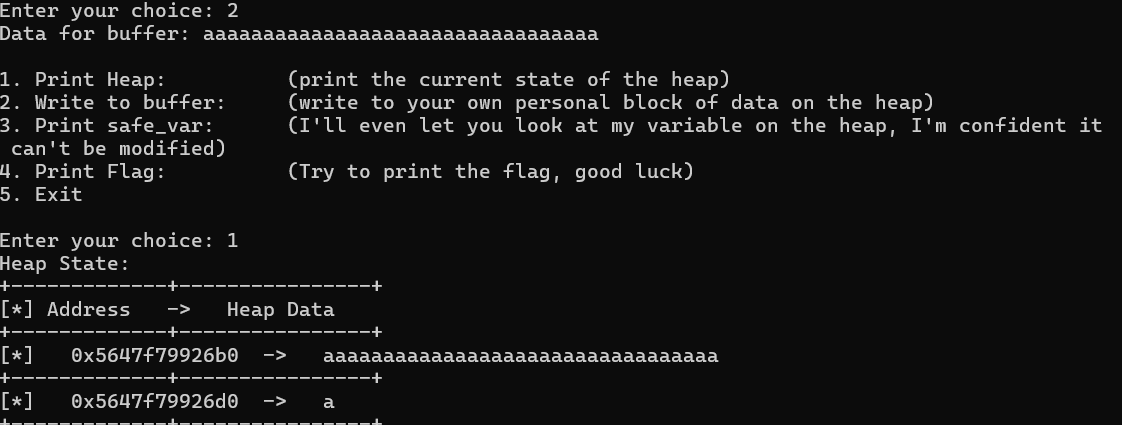 Enter your choice: 2
Data for buffer: aaaaaaaaaaaaaaaaaaaaaaaaaaaaaaaaa

1. Print Heap:          (print the current state of the heap)
2. Write to buffer:     (write to your own personal block of data on the heap)
3. Print safe_var:      (I'll even let you look at my variable on the heap, I'm confident it
 can't be modified)
4. Print Flag:          (Try to print the flag, good luck)
5. Exit

Enter your choice: 1
Heap State:
+-------------+----------------+
[*] Address   ->   Heap Data
+-------------+----------------+
[*]   0x5647f79926b0  ->   aaaaaaaaaaaaaaaaaaaaaaaaaaaaaaaaa
+-------------+----------------+
[*]   0x5647f79926d0  ->   a
+-------------+----------------+